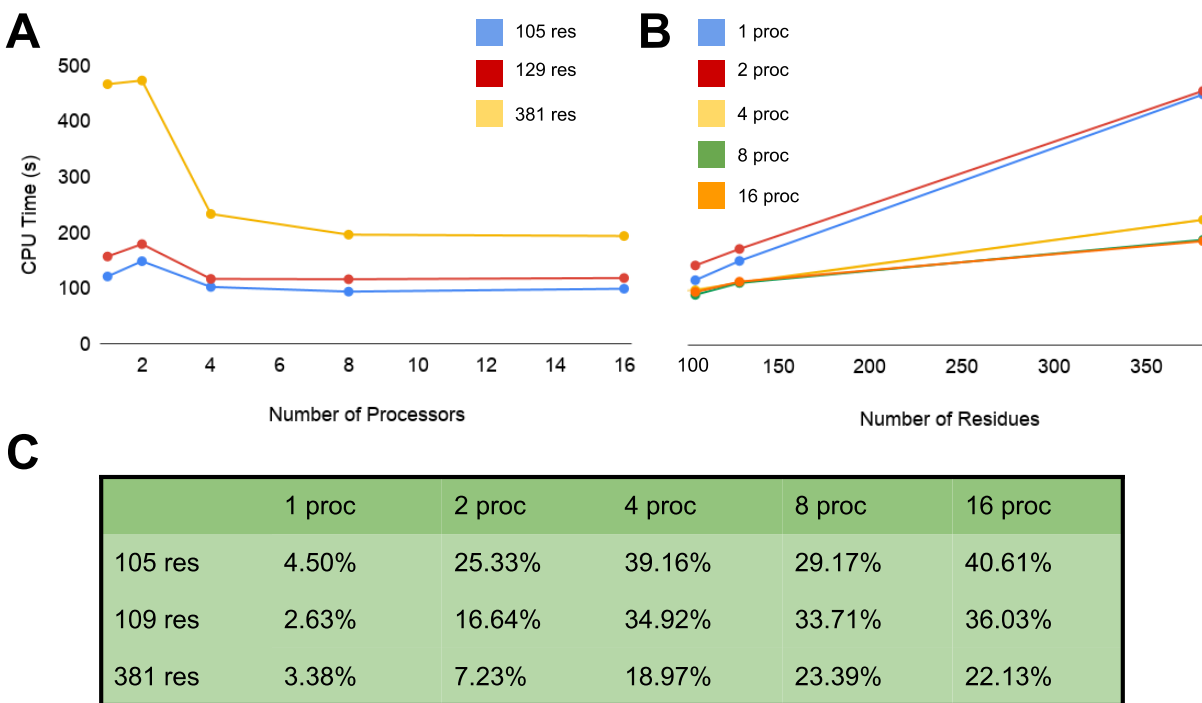 A
105 res
129 res
381 res
500
400
300
200
100
0
CPU Time (s)
2 4 6 8 10 12 14 16
Number of Processors
B
1 proc
2 proc
4 proc
8 proc
16 proc
100 150 200 250 300 350
Number of Residues
C
1 proc 2 proc 4 proc 8 proc 16 proc
105 res 4.50% 25.33% 39.16% 29.17% 40.61%
109 res 2.63% 16.64% 34.92% 33.71% 36.03%
381 res 3.38% 7.23% 18.97% 23.39% 22.13%